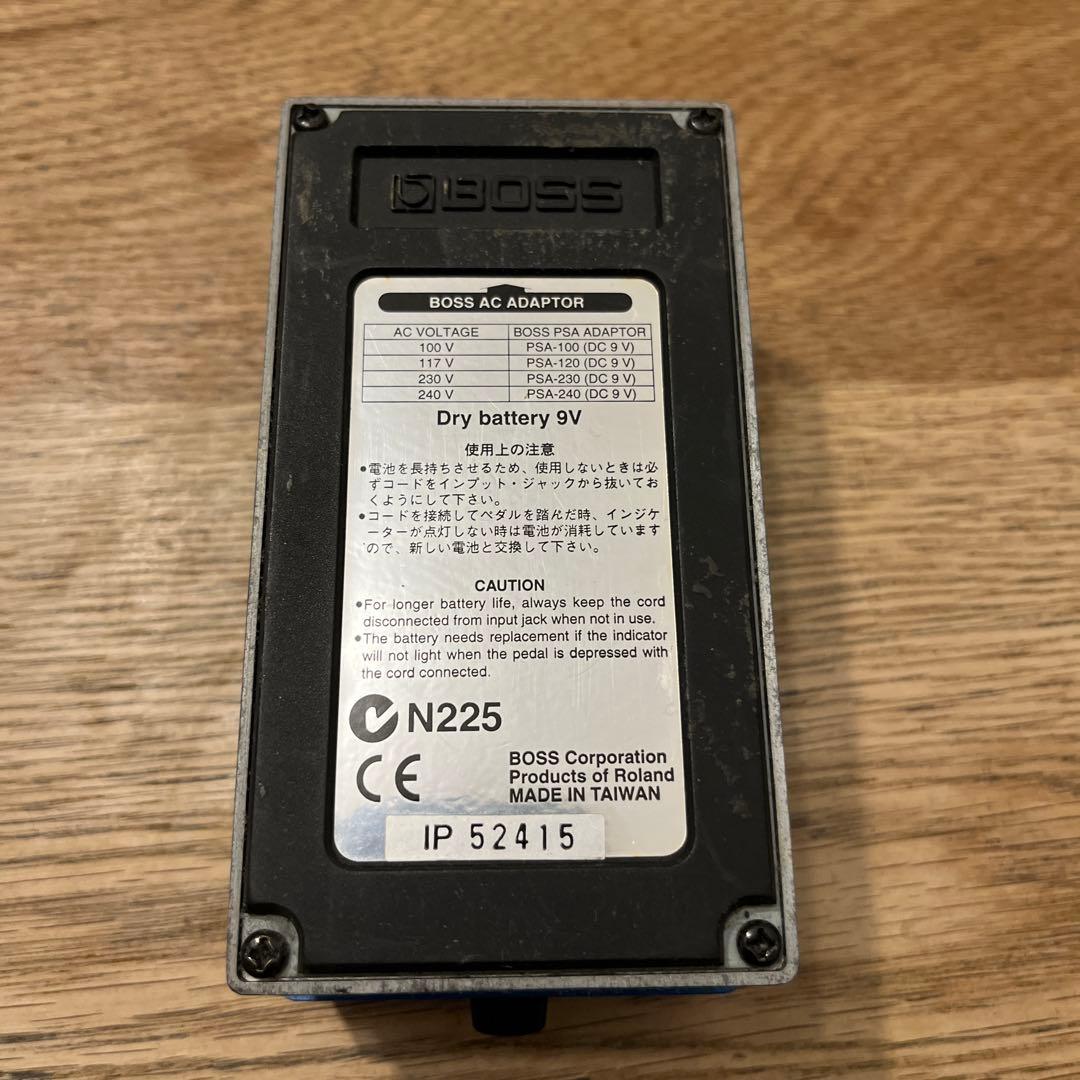 BOSS
BOSS AC ADAPTOR
AC VOLTAGE BOSS PSA ADAPTOR
100 V PSA-100 (DC 9 V)
117 V PSA-120 (DC 9 V)
230 V PSA-230 (DC 9 V)
240 V PSA-240 (DC 9 V)
Dry battery 9V
使用上の注意
●電池を長持ちさせるため、使用しないときは必
ずコードをインプット・ジャックから抜いてお
くようにして下さい。
●コードを接続してペダルを踏んだ時、インジケ
ーターが点灯しない時は電池が消耗しています
ので、新しい電池と交換して下さい。
CAUTION
●For longer battery life, always keep the cord
disconnected from input jack when not in use.
●The battery needs replacement if the indicator
will not light when the pedal is depressed with
the cord connected.
N225
CE
BOSS Corporation
Products of Roland
MADE IN TAIWAN
IP 52415